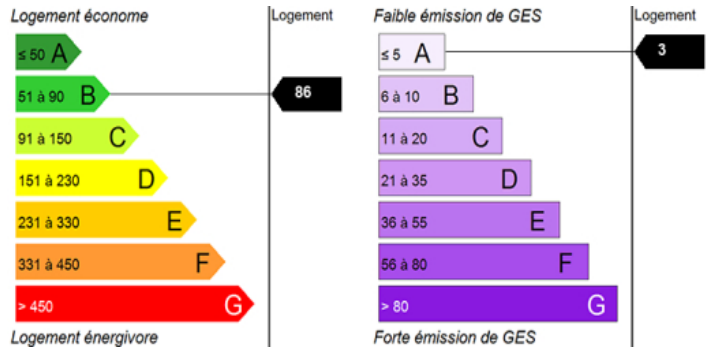 Logement économe
Logement
≤ 50 A
51 à 90 B
86
91 à 150 C
151 à 230 D
231 à 330 E
331 à 450 F
> 450 G
Logement énergivore
Faible émission de GES
Logement
≤ 5 A
3
6 à 10 B
11 à 20 C
21 à 35 D
36 à 55 E
56 à 80 F
> 80 G
Forte émission de GES